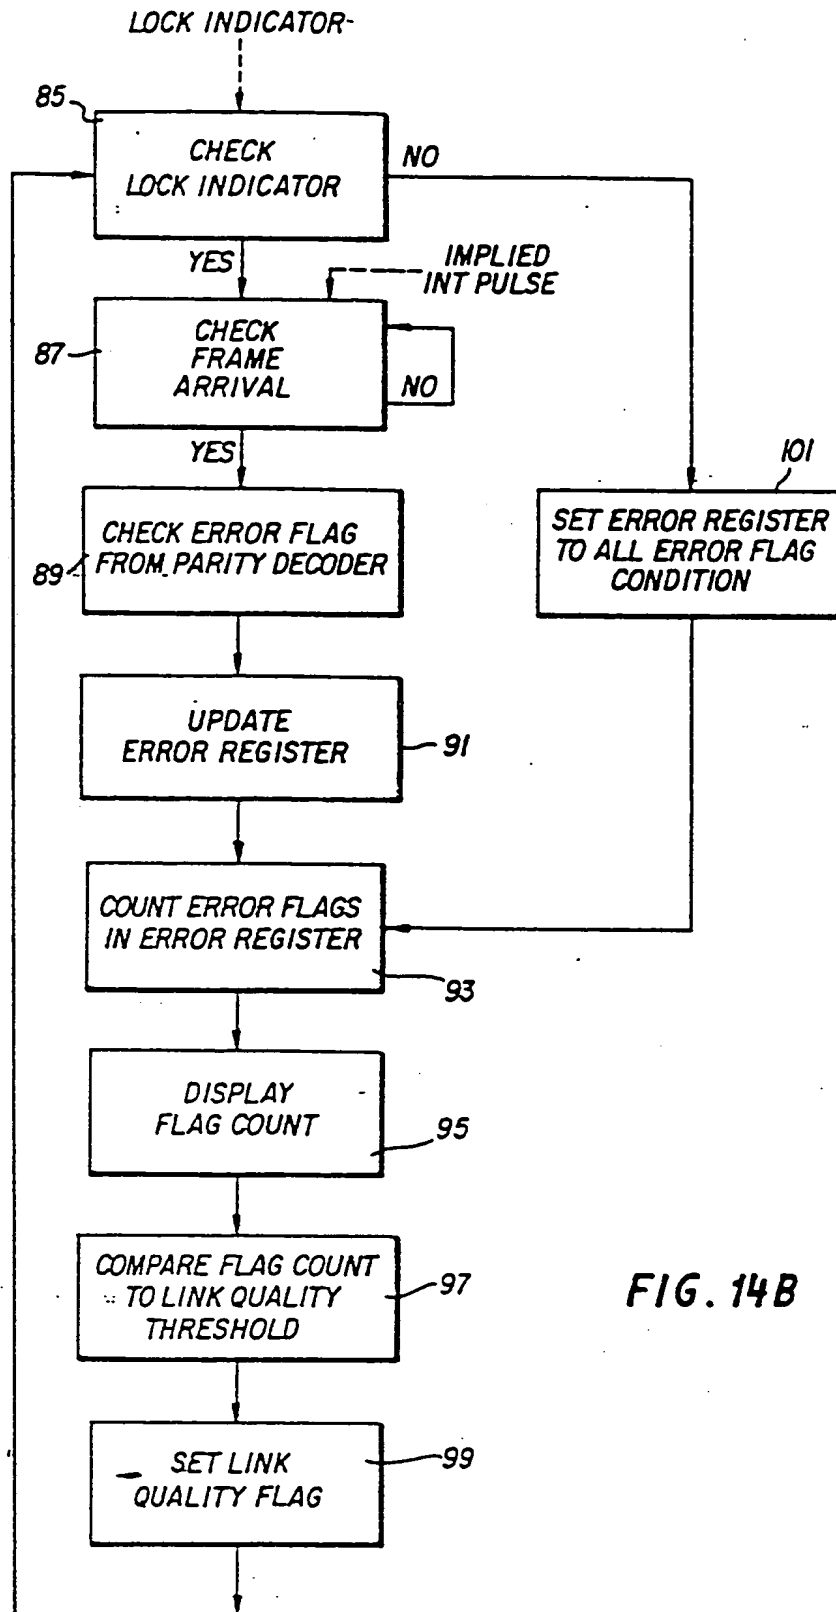 LOCK INDICATOR
85
CHECK
LOCK INDICATOR
NO
YES
IMPLIED
INT PULSE
87
CHECK
FRAME
ARRIVAL
NO
YES
101
CHECK ERROR FLAG
FROM PARITY DECODER
89
SET ERROR REGISTER
TO ALL ERROR FLAG
CONDITION
UPDATE
ERROR REGISTER
91
COUNT ERROR FLAGS
IN ERROR REGISTER
93
DISPLAY
FLAG COUNT
95
COMPARE FLAG COUNT
TO LINK QUALITY
THRESHOLD
97
FIG. 14B
SET LINK
QUALITY FLAG
99